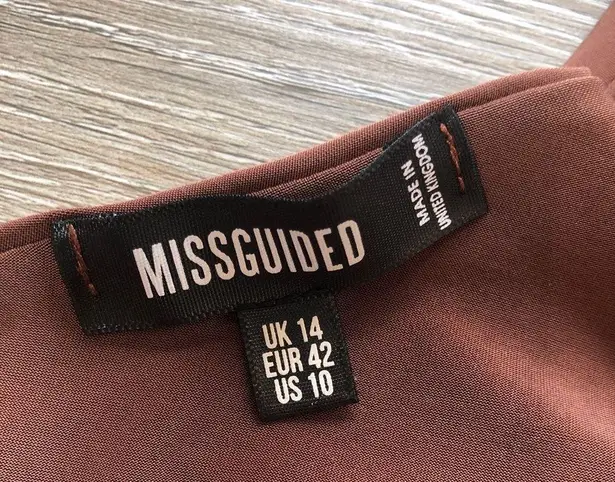 MISSGUIDED
MADE IN
UNITED KINGDOM
UK 14
EUR 42
US 10